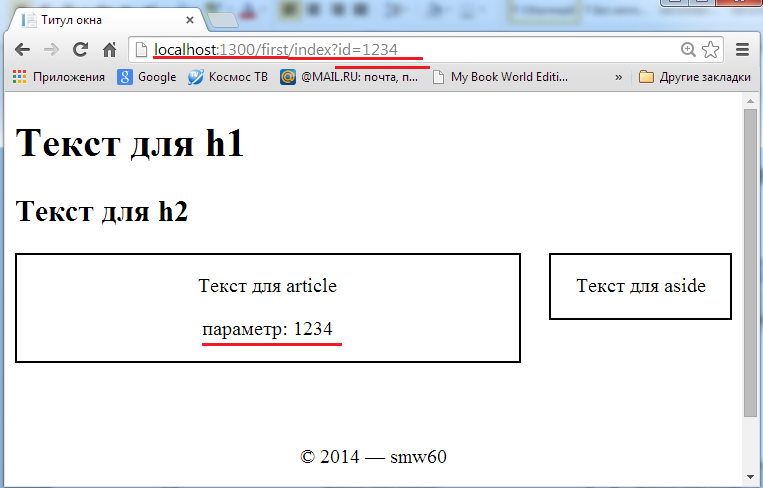 Титул окна
localhost:1300/first/index?id=1234
Приложения Google Космос ТВ @MAIL.RU: почта, п... My Book World Editi... » Другие закладки
Текст для h1
Текст для h2
Текст для article
параметр: 1234
Текст для aside
© 2014 — smw60